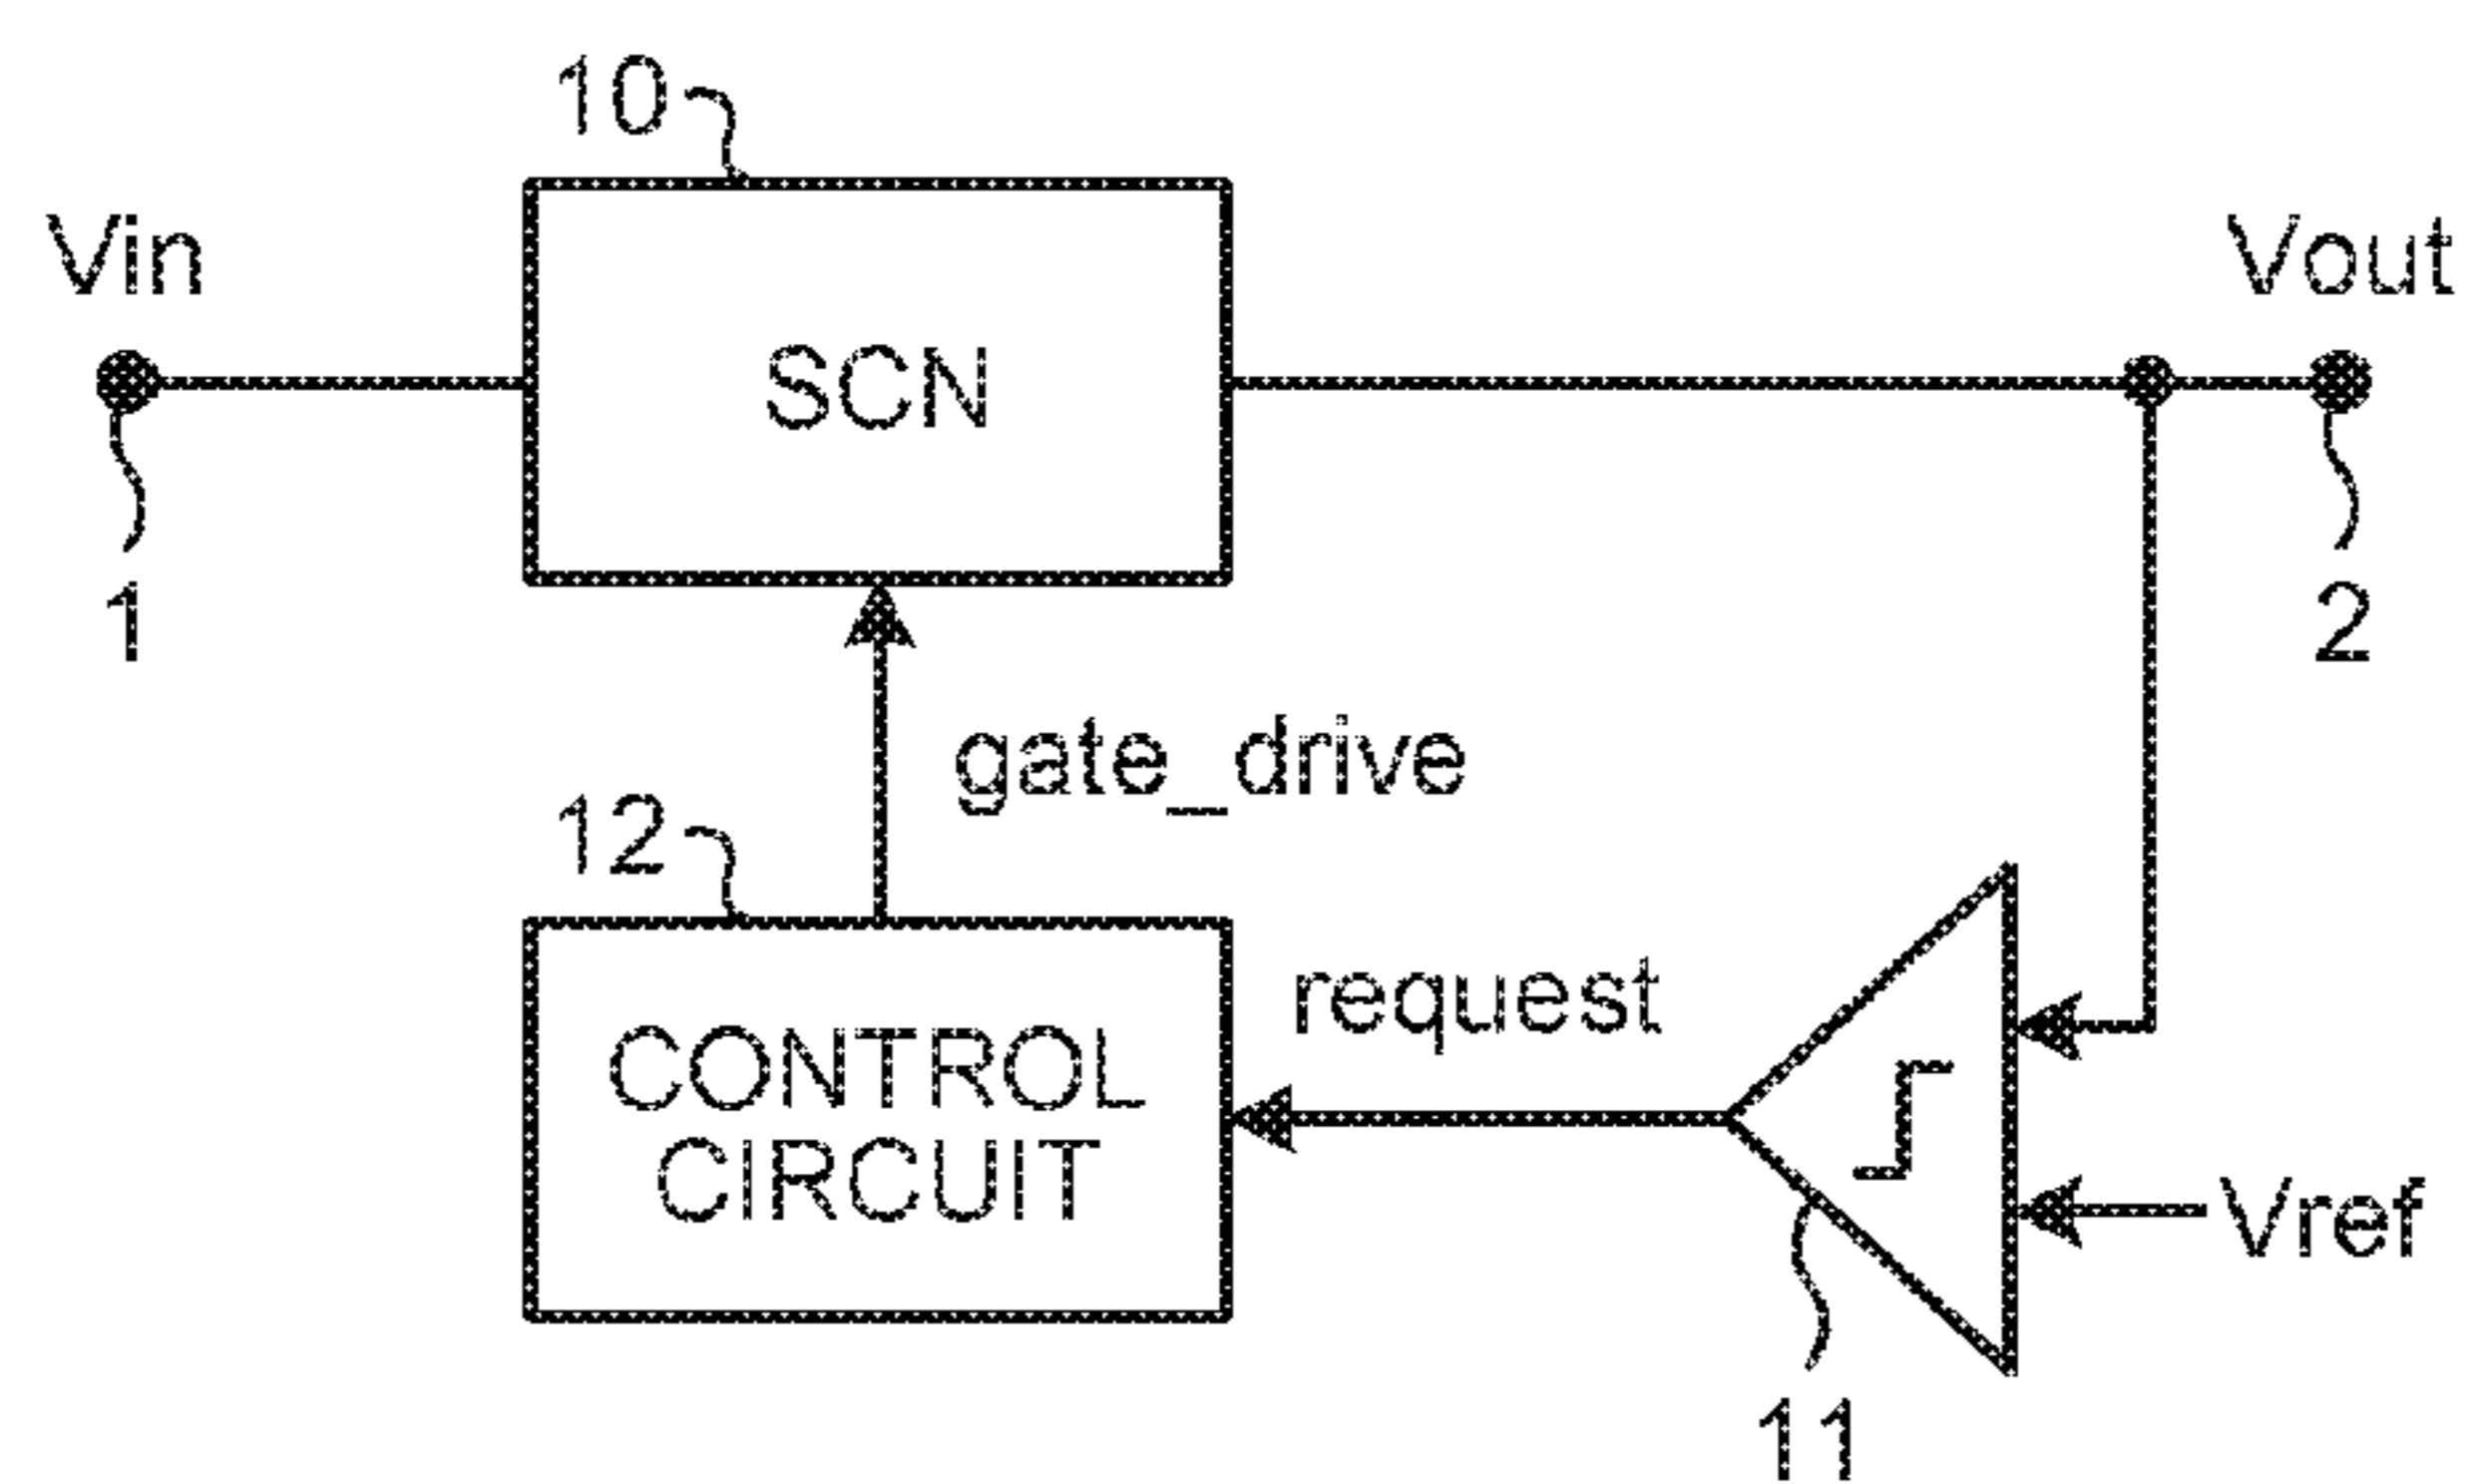 10
Vin
Vout
SCN
1
2
gate_drive
12
request
CONTROL
CIRCUIT
Vref
11